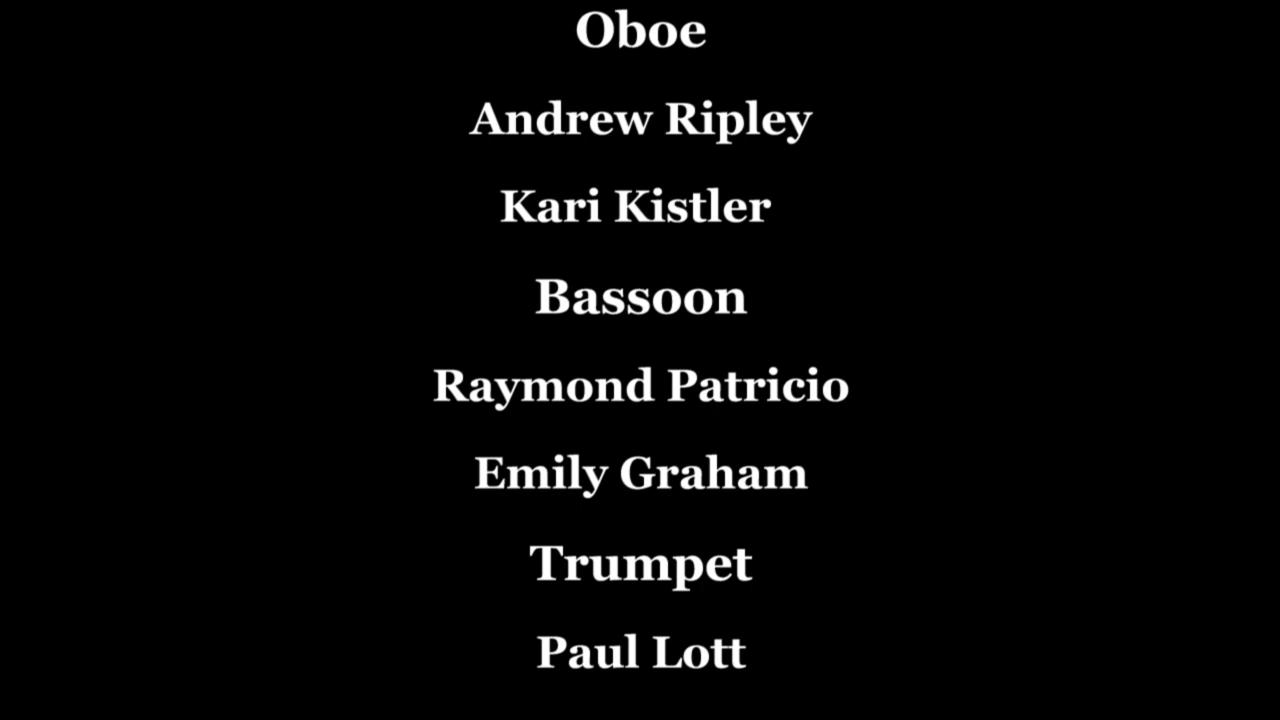 Oboe
Andrew Ripley
Kari Kistler
Bassoon
Raymond Patricio
Emily Graham
Trumpet
Paul Lott